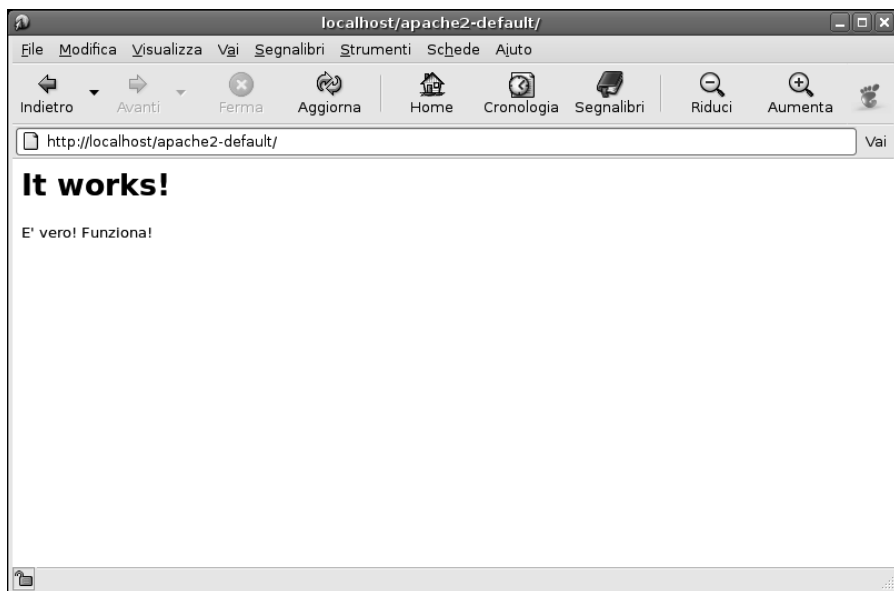 localhost/apache2-default/
File Modifica Visualizza Vai Segnalibri Strumenti Schede Aiuto
Indietro Avanti Ferma Aggiorna Home Cronologia Segnalibri Riduci Aumenta
http://localhost/apache2-default/ Vai
It works!
E' vero! Funziona!